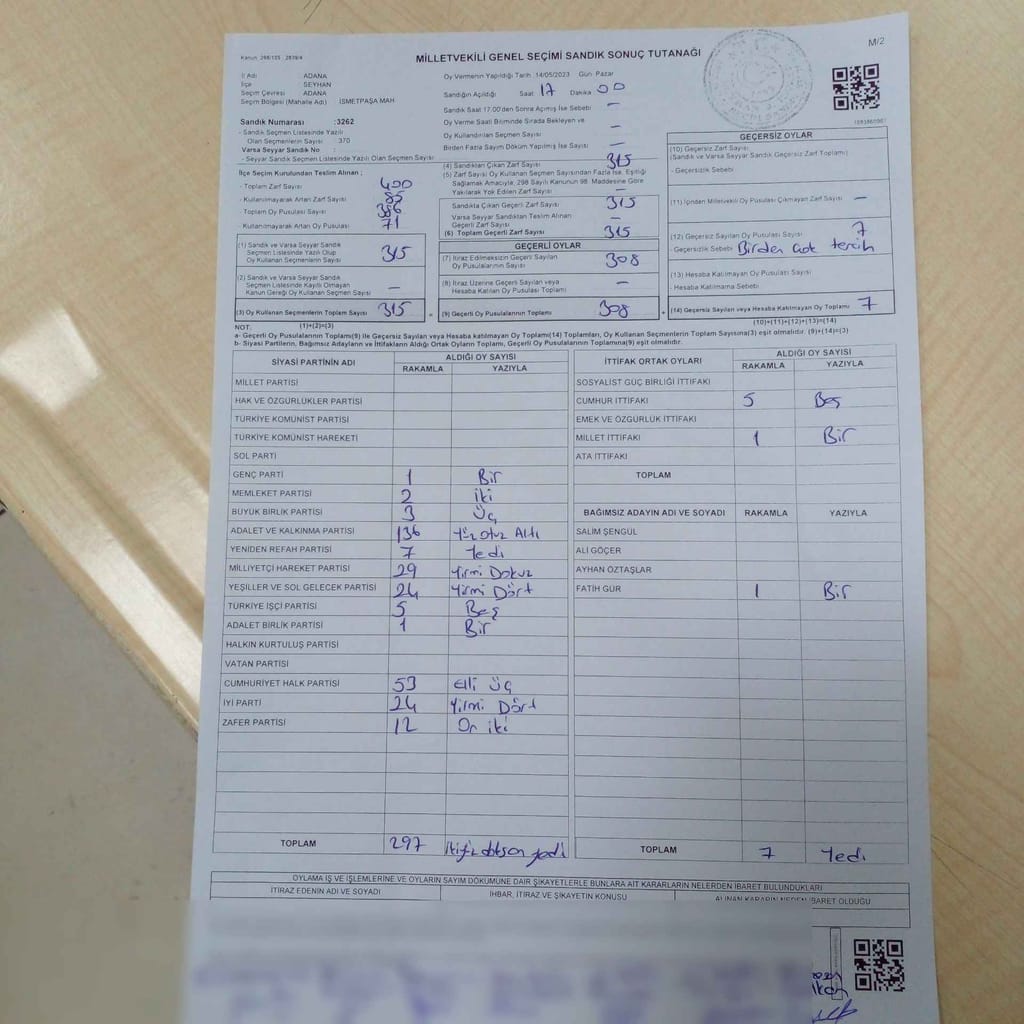 Kanun: 298/105 , 2839/4
MİLLETVEKİLİ GENEL SEÇİMİ SANDIK SONUÇ TUTANAĞI
M/2
İl Adı ADANA
İlçe SEYHAN
Seçim Çevresi ADANA
Seçim Bölgesi (Mahalle Adı) İSMETPAŞA MAH
Sandık Numarası :3262
- Sandık Seçmen Listesinde Yazılı
Olan Seçmenlerin Sayısı : 370
Varsa Seyyar Sandık No :
- Seyyar Sandık Seçmen Listesinde Yazılı Olan Seçmen Sayısı
İlçe Seçim Kurulundan Teslim Alınan ;
- Toplam Zarf Sayısı 400
- Kullanılmayarak Artan Zarf Sayısı 85
- Toplam Oy Pusulası Sayısı 386
- Kullanılmayarak Artan Oy Pusulası 71
(1) Sandık ve Varsa Seyyar Sandık
Seçmen Listesinde Yazılı Olup
Oy Kullanan Seçmenlerin Sayısı 315
(2) Sandık ve Varsa Seyyar Sandık
Seçmen Listesinde Kayıtlı Olmayan
Kanun Gereği Oy Kullanan Seçmen Sayısı –
(3) Oy Kullanan Seçmenlerin Toplam Sayısı 315
(1)+(2)=(3)
Oy Vermenin Yapıldığı Tarih :14/05/2023 Gün Pazar
Sandığın Açıldığı Saat 17 Dakika 00
Sandık Saat 17.00'den Sonra Açılmış İse Sebebi –
Oy Verme Saati Bitiminde Sırada Bekleyen ve
Oy Kullandırılan Seçmen Sayısı –
Birden Fazla Sayım Döküm Yapılmış İse Sayısı –
(4) Sandıktan Çıkan Zarf Sayısı 315
(5) Zarf Sayısı Oy Kullanan Seçmen Sayısından Fazla İse, Eşitliği
Sağlamak Amacıyla, 298 Sayılı Kanunun 98. Maddesine Göre
Yakılarak Yok Edilen Zarf Sayısı –
Sandıkta Çıkan Geçerli Zarf Sayısı 315
Varsa Seyyar Sandıktan Teslim Alınan
Geçerli Zarf Sayısı –
(6) Toplam Geçerli Zarf Sayısı 315
GEÇERLİ OYLAR
(7) İtiraz Edilmeksizin Geçerli Sayılan
Oy Pusulalarının Sayısı 308
(8) İtiraz Üzerine Geçerli Sayılan veya
Hesaba Katılan Oy Pusulası Toplamı –
(9) Geçerli Oy Pusulalarının Toplamı 308
GEÇERSİZ OYLAR
(10) Geçersiz Zarf Sayısı
(Sandık ve Varsa Seyyar Sandık Geçersiz Zarf Toplamı)
- Geçersizlik Sebebi
(11) İçinden Milletvekili Oy Pusulası Çıkmayan Zarf Sayısı –
(12) Geçersiz Sayılan Oy Pusulası Sayısı 7
- Geçersizlik Sebebi Birden çok tercih
(13) Hesaba Katılmayan Oy Pusulası Sayısı
- Hesaba Katılmama Sebebi
(14) Geçersiz Sayılan veya Hesaba Katılmayan Oy Toplamı 7
(10)+(11)+(12)+(13)=(14)
NOT.
a- Geçerli Oy Pusulalarının Toplamı(9) ile Geçersiz Sayılan veya Hesaba katılmayan Oy Toplamı(14) Toplamları, Oy Kullanan Seçmenlerin Toplam Sayısına(3) eşit olmalıdır. (9)+(14)=(3)
b- Siyasi Partilerin, Bağımsız Adayların ve İttifakların Aldığı Ortak Oyların Toplamı, Geçerli Oy Pusulalarının Toplamına(9) eşit olmalıdır.
SİYASİ PARTİNİN ADI ALDIĞI OY SAYISI
RAKAMLA YAZIYLA
MİLLET PARTİSİ
HAK VE ÖZGÜRLÜKLER PARTİSİ
TÜRKİYE KOMÜNİST PARTİSİ
TÜRKİYE KOMÜNİST HAREKETİ
SOL PARTİ
GENÇ PARTİ 1 Bir
MEMLEKET PARTİSİ 2 iki
BÜYÜK BİRLİK PARTİSİ 3 üç
ADALET VE KALKINMA PARTİSİ 136 Yüz otuz Altı
YENİDEN REFAH PARTİSİ 7 Yedi
MİLLİYETÇİ HAREKET PARTİSİ 29 Yirmi Dokuz
YEŞİLLER VE SOL GELECEK PARTİSİ 24 Yirmi Dört
TÜRKİYE İŞÇİ PARTİSİ 5 Beş
ADALET BİRLİK PARTİSİ 1 Bir
HALKIN KURTULUŞ PARTİSİ
VATAN PARTİSİ
CUMHURİYET HALK PARTİSİ 53 Elli üç
İYİ PARTİ 24 Yirmi Dört
ZAFER PARTİSİ 12 On iki
TOPLAM 297
İTTİFAK ORTAK OYLARI ALDIĞI OY SAYISI
RAKAMLA YAZIYLA
SOSYALİST GÜÇ BİRLİĞİ İTTİFAKI
CUMHUR İTTİFAKI 5 Beş
EMEK VE ÖZGÜRLÜK İTTİFAKI
MİLLET İTTİFAKI 1 Bir
ATA İTTİFAKI
TOPLAM
BAĞIMSIZ ADAYIN ADI VE SOYADI RAKAMLA YAZIYLA
SALİM ŞENGÜL
ALİ GÖÇER
AYHAN ÖZTAŞLAR
FATİH GÜR 1 Bir
TOPLAM 7 Yedi
OYLAMA İŞ VE İŞLEMLERİNE VE OYLARIN SAYIM DÖKÜMÜNE DAİR ŞİKAYETLERLE BUNLARA AİT KARARLARIN NELERDEN İBARET BULUNDUKLARI
İTİRAZ EDENİN ADI VE SOYADI İHBAR, İTİRAZ VE ŞİKAYETİN KONUSU ALINAN KARARIN NEDEN İBARET OLDUĞU